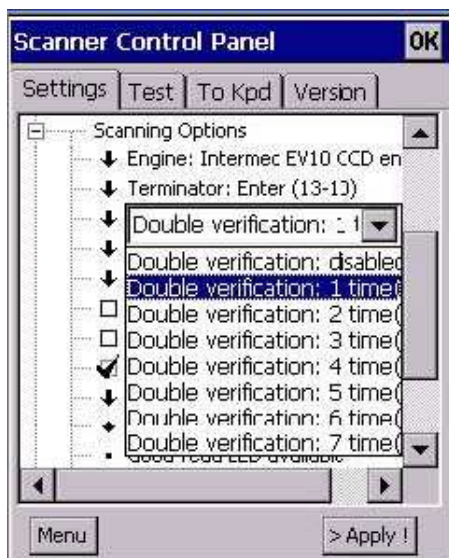 Scanner Control Panel OK
Settings Test To Kpd Version
Scanning Options
Engine: Intermec EV10 CCD en
Terminator: Enter (13-13)
Double verification: 1 t
Double verification: disabled
Double verification: 1 time(
Double verification: 2 time(
Double verification: 3 time(
Double verification: 4 time(
Double verification: 5 time(
Double verification: 6 time(
Double verification: 7 time(
Good read LED available
Menu > Apply !